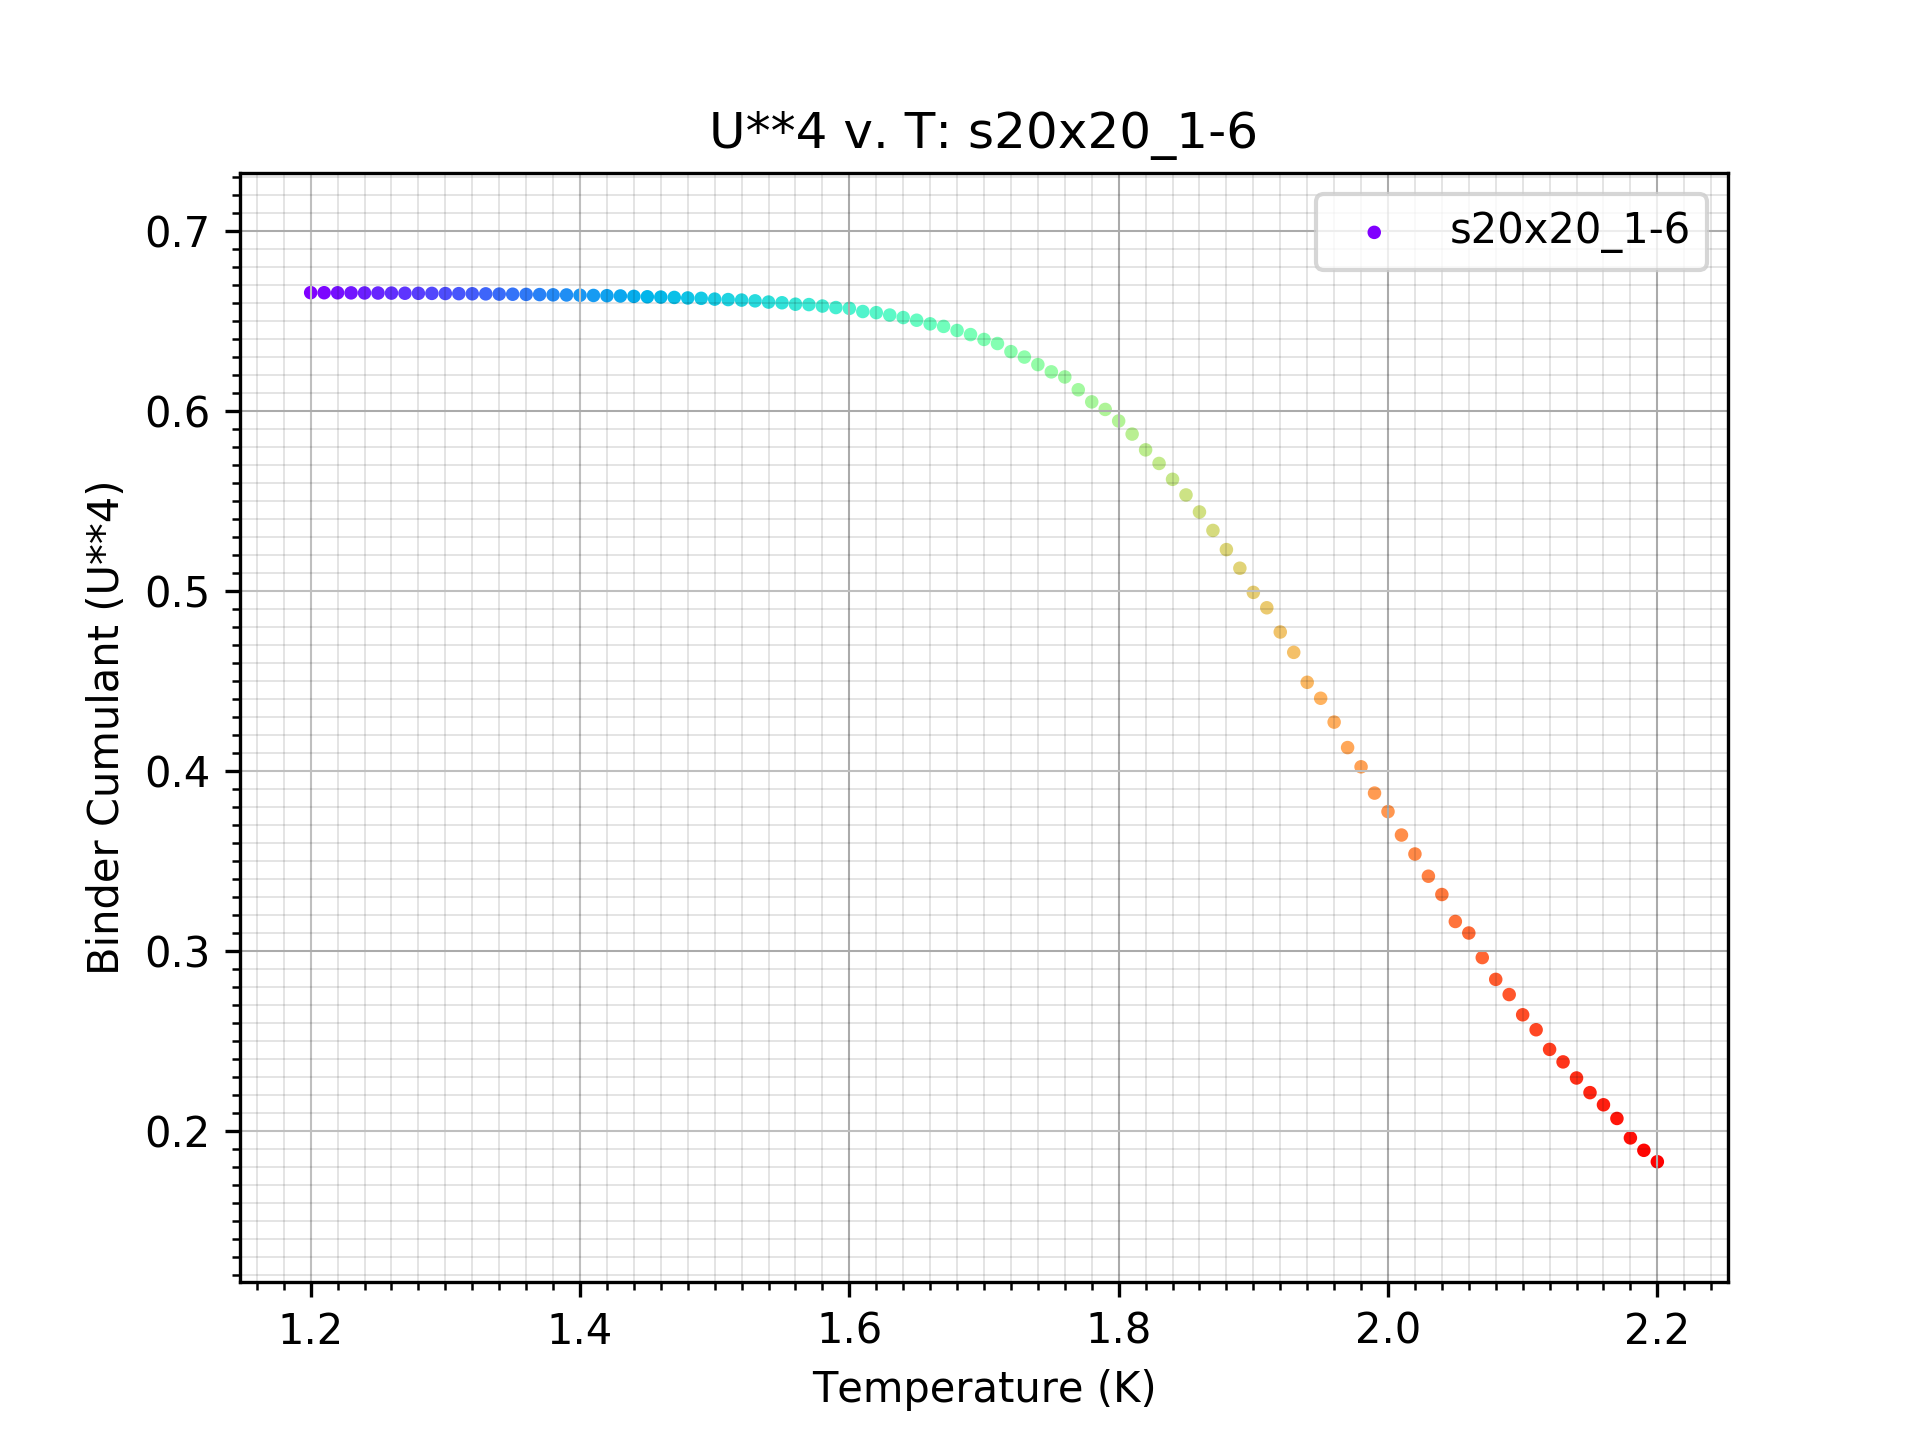 U**4 v. T: s20x20_1-6
s20x20_1-6
Binder Cumulant (U**4)
0.7
0.6
0.5
0.4
0.3
0.2
1.2 1.4 1.6 1.8 2.0 2.2
Temperature (K)